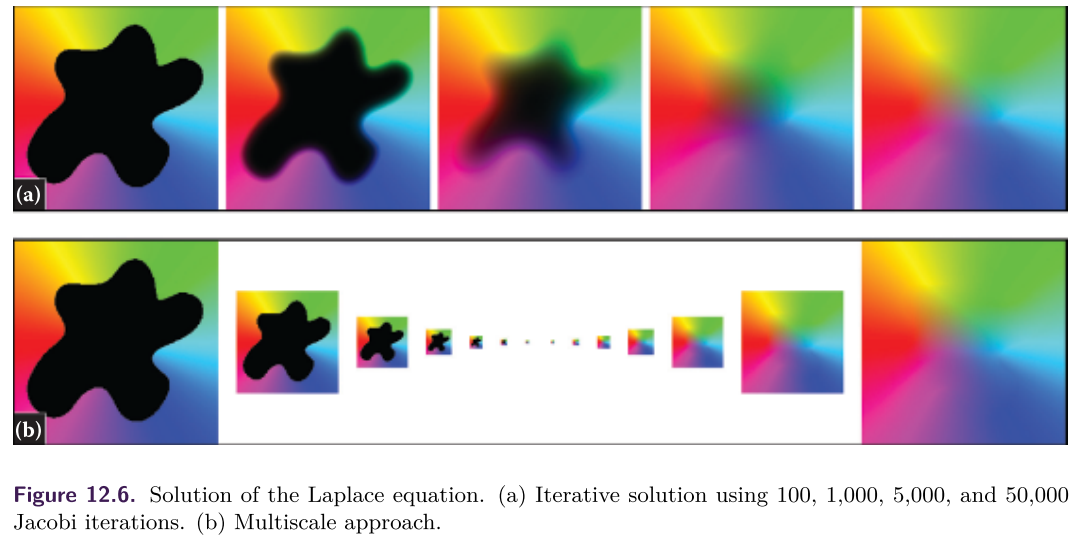 (a)
(b)
Figure 12.6. Solution of the Laplace equation. (a) Iterative solution using 100, 1,000, 5,000, and 50,000
Jacobi iterations. (b) Multiscale approach.